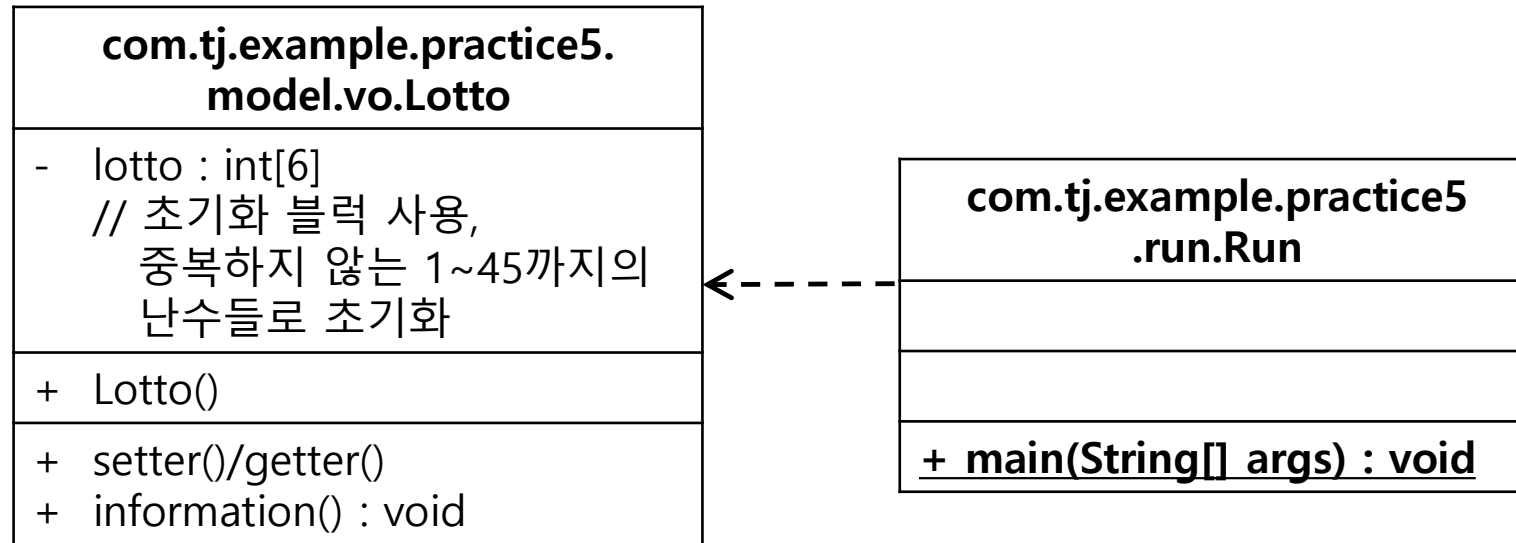 com.tj.example.practice5.
model.vo.Lotto
- lotto : int[6]
// 초기화 블럭 사용,
중복하지 않는 1~45까지의
난수들로 초기화
+ Lotto()
+ setter()/getter()
+ information() : void
com.tj.example.practice5
.run.Run
+ main(String[] args) : void